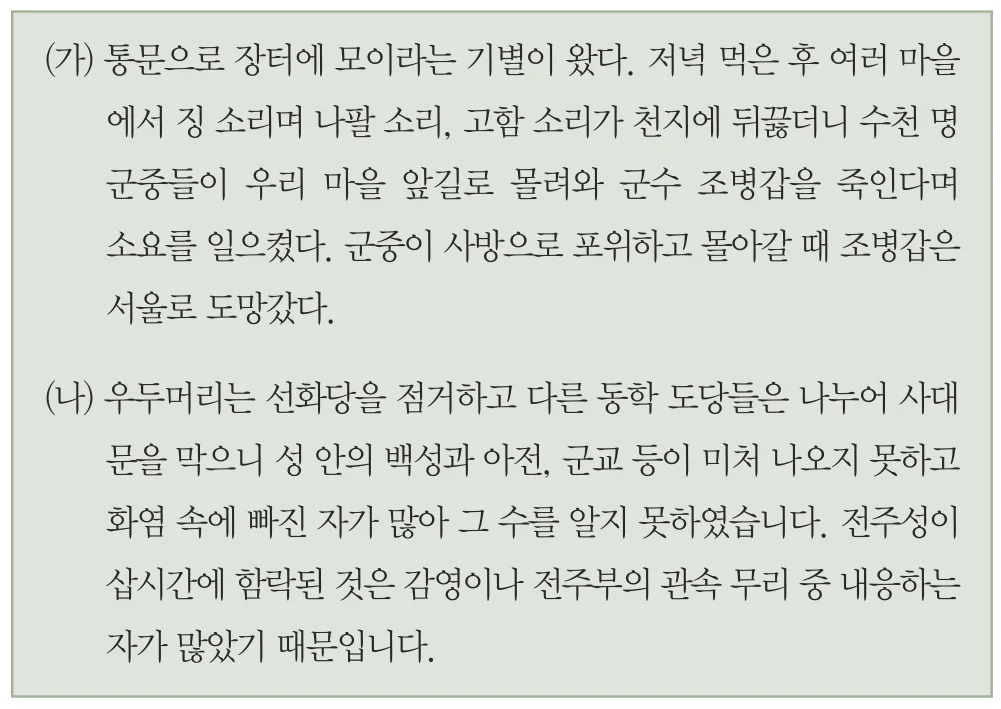 (가) 통문으로 장터에 모이라는 기별이 왔다. 저녁 먹은 후 여러 마을
에서 징 소리며 나팔 소리, 고함 소리가 천지에 뒤끓더니 수천 명
군중들이 우리 마을 앞길로 몰려와 군수 조병갑을 죽인다며
소요를 일으켰다. 군중이 사방으로 포위하고 몰아갈 때 조병갑은
서울로 도망갔다.
(나) 우두머리는 선화당을 점거하고 다른 동학 도당들은 나누어 사대
문을 막으니 성 안의 백성과 아전, 군교 등이 미처 나오지 못하고
화염 속에 빠진 자가 많아 그 수를 알지 못하였습니다. 전주성이
삽시간에 함락된 것은 감영이나 전주부의 관속 무리 중 내응하는
자가 많았기 때문입니다.